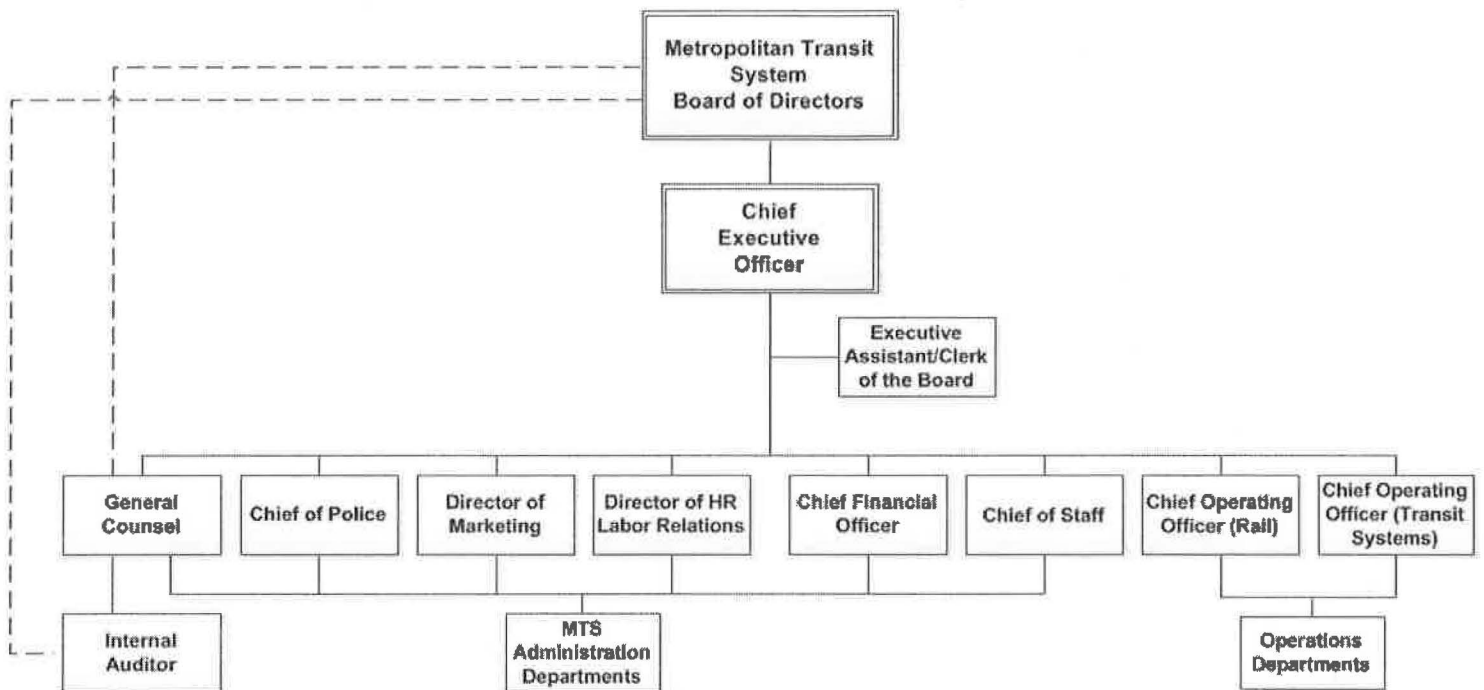 Metropolitan Transit
System
Board of Directors
Chief
Executive
Officer
Executive
Assistant/Clerk
of the Board
General
Counsel
Chief of Police
Director of
Marketing
Director of HR
Labor Relations
Chief Financial
Officer
Chief of Staff
Chief Operating
Officer (Rail)
Chief Operating
Officer (Transit
Systems)
Internal
Auditor
MTS
Administration
Departments
Operations
Departments